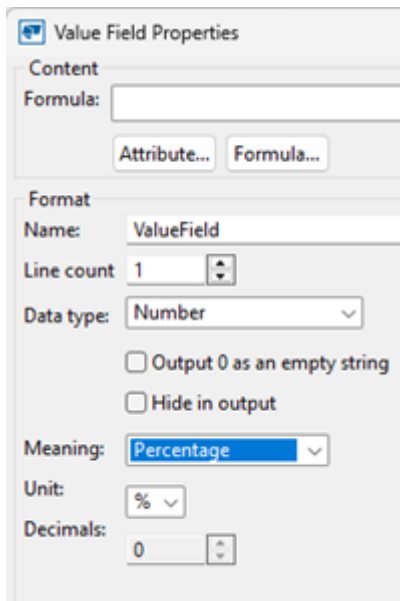 Value Field Properties
Content
Formula:
Attribute... Formula...
Format
Name: ValueField
Line count 1
Data type: Number
Output 0 as an empty string
Hide in output
Meaning: Percentage
Unit: %
Decimals: 0